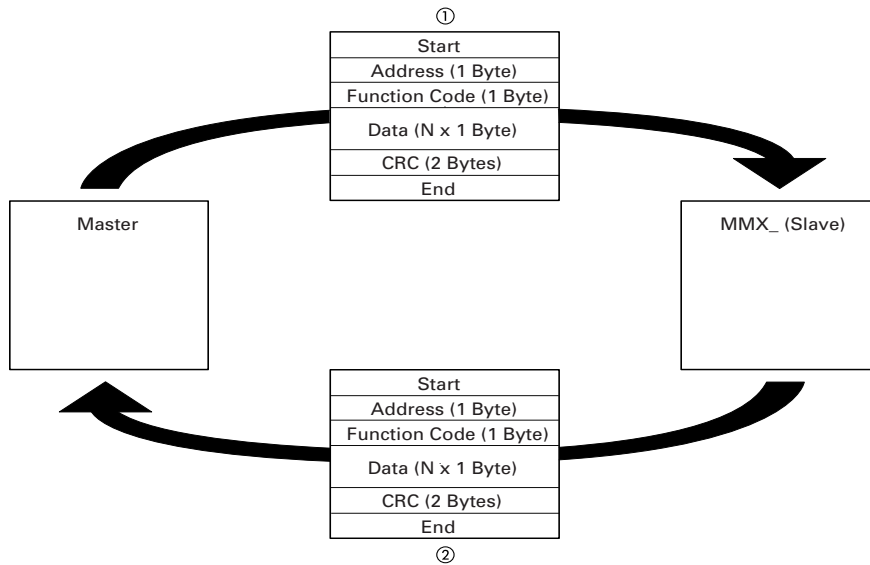 ①
Start
Address (1 Byte)
Function Code (1 Byte)
Data (N x 1 Byte)
CRC (2 Bytes)
End
Master
MMX_ (Slave)
Start
Address (1 Byte)
Function Code (1 Byte)
Data (N x 1 Byte)
CRC (2 Bytes)
End
②